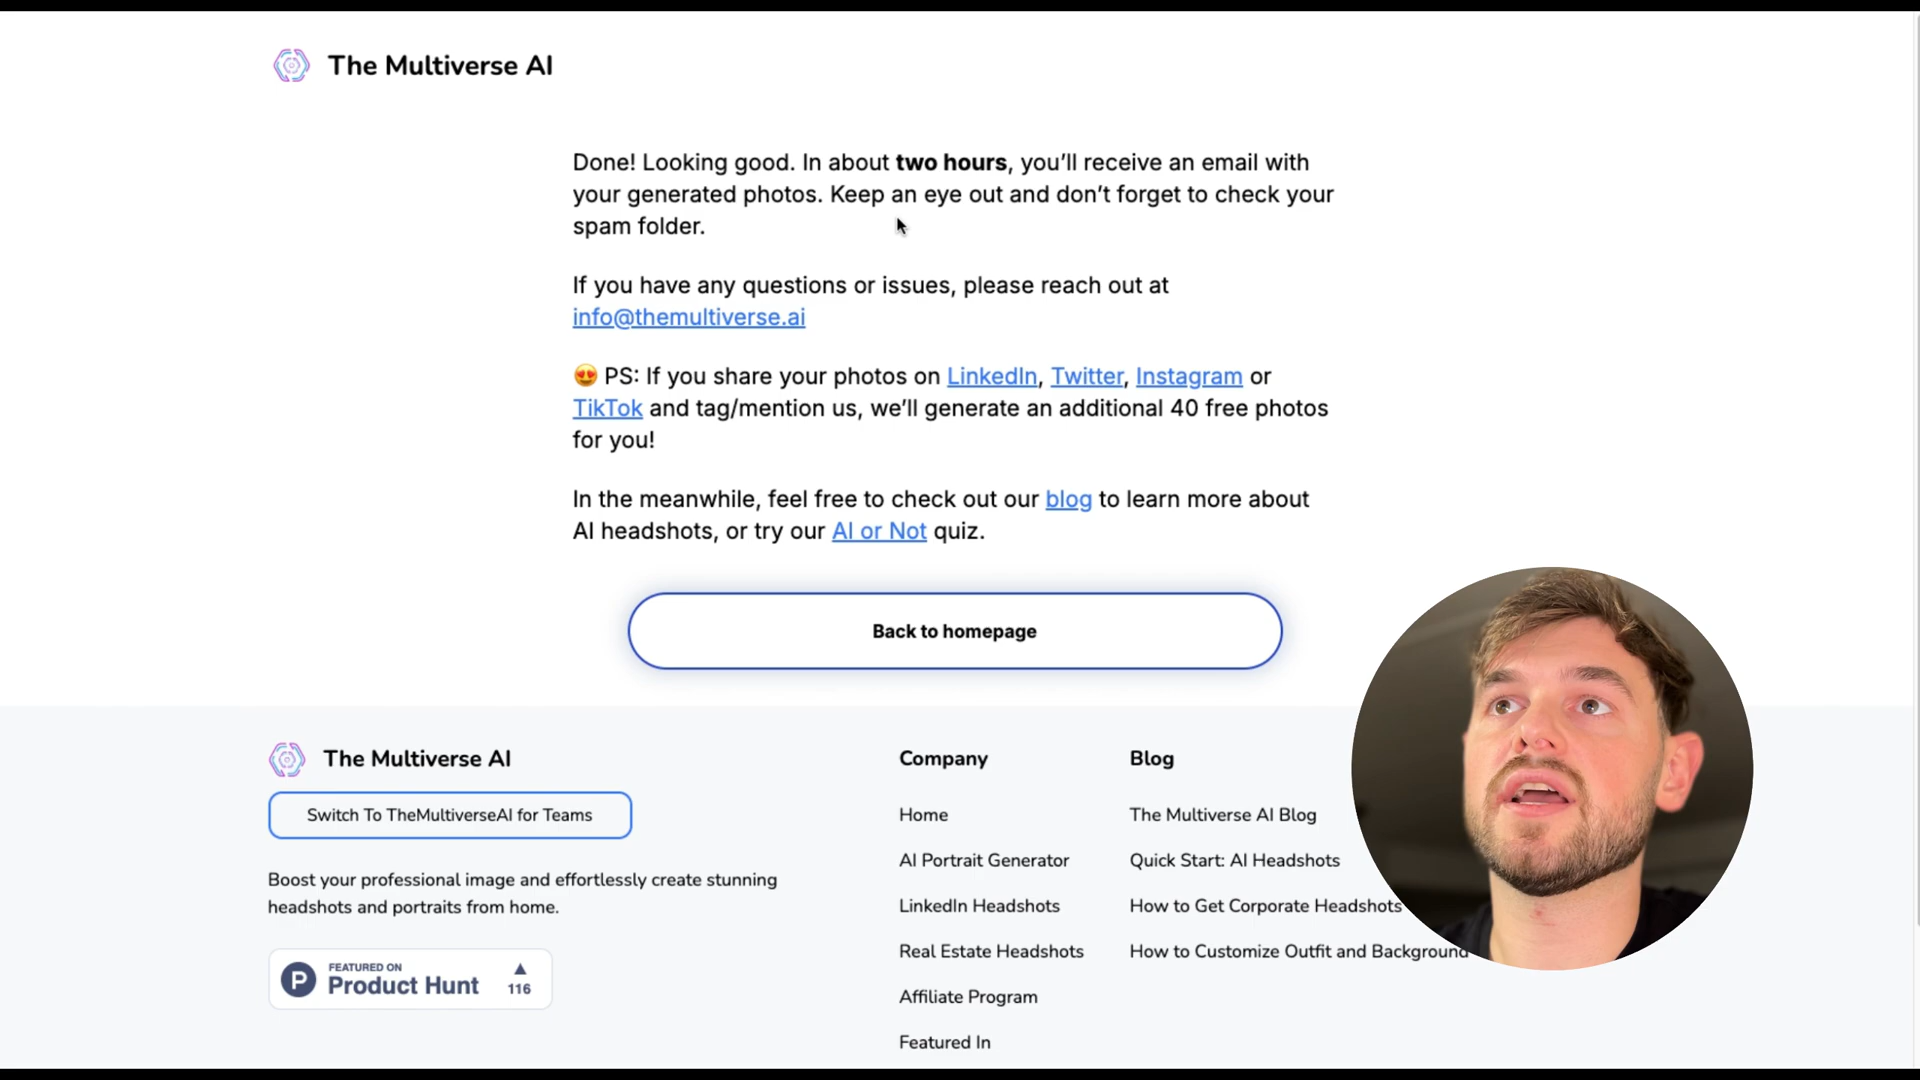 The Multiverse AI
Done! Looking good. In about two hours, you’ll receive an email with
your generated photos. Keep an eye out and don’t forget to check your
spam folder.
If you have any questions or issues, please reach out at
info@themultiverse.ai
😍 PS: If you share your photos on LinkedIn, Twitter, Instagram or
TikTok and tag/mention us, we’ll generate an additional 40 free photos
for you!
In the meanwhile, feel free to check out our blog to learn more about
AI headshots, or try our AI or Not quiz.
Back to homepage
The Multiverse AI
Switch To TheMultiverseAI for Teams
Boost your professional image and effortlessly create stunning
headshots and portraits from home.
P
FEATURED ON
Product Hunt
▲
116
Company
Home
AI Portrait Generator
LinkedIn Headshots
Real Estate Headshots
Affiliate Program
Featured In
Blog
The Multiverse AI Blog
Quick Start: AI Headshots
How to Get Corporate Headshots
How to Customize Outfit and Background